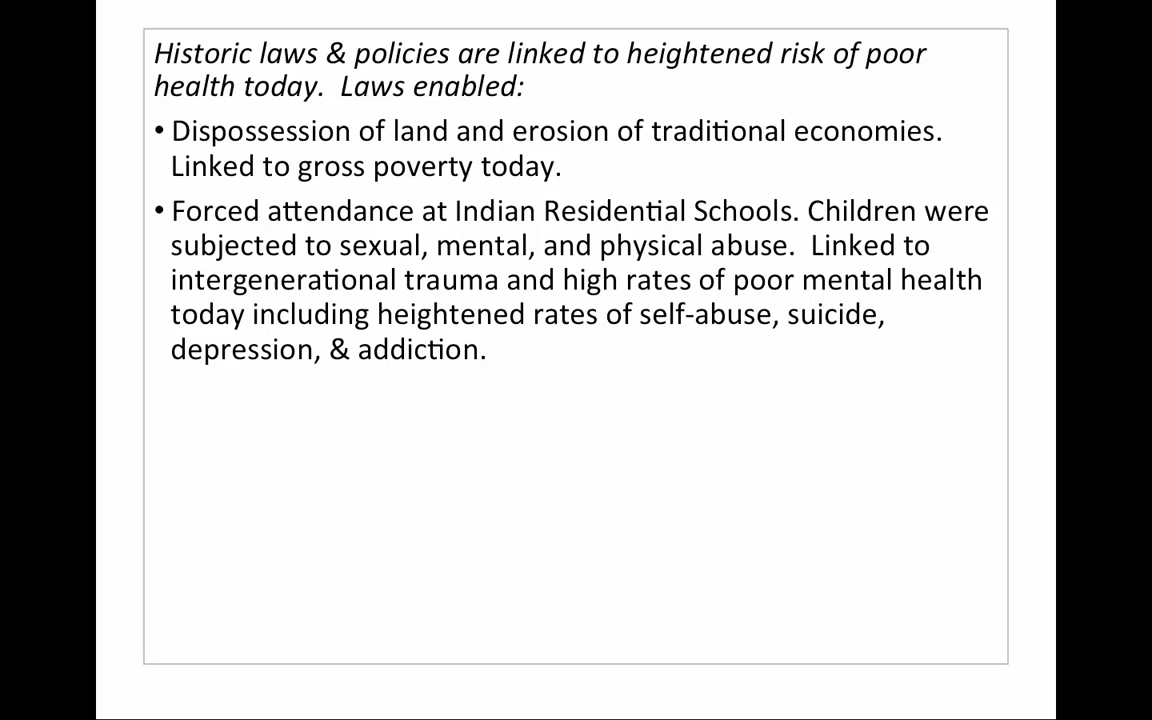 Historic laws & policies are linked to heightened risk of poor
health today.  Laws enabled:
• Dispossession of land and erosion of traditional economies.
Linked to gross poverty today.
• Forced attendance at Indian Residential Schools. Children were
subjected to sexual, mental, and physical abuse.  Linked to
intergenerational trauma and high rates of poor mental health
today including heightened rates of self-abuse, suicide,
depression, & addiction.